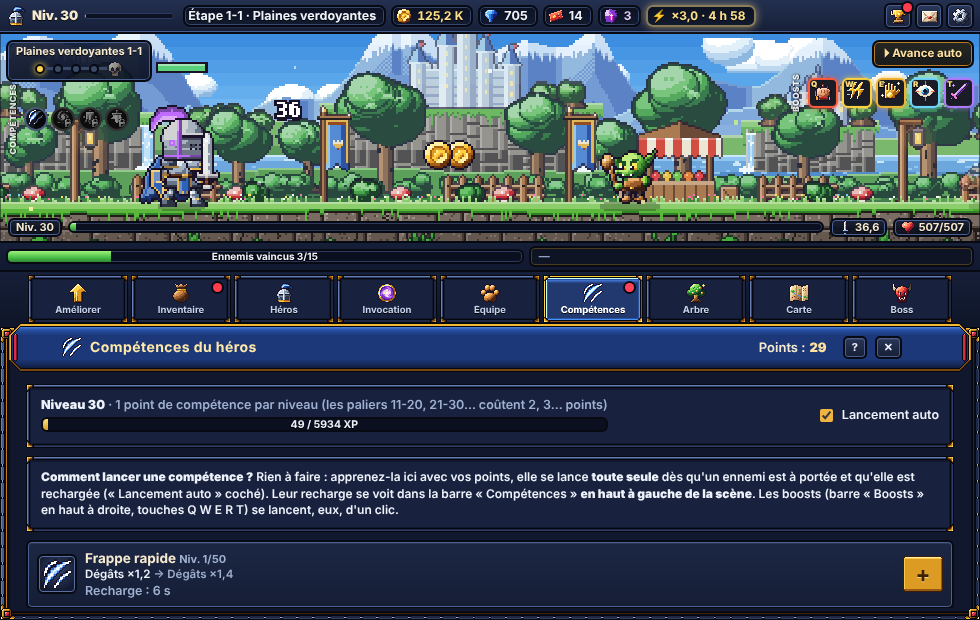 Niv. 30
Étape 1-1 · Plaines verdoyantes
125,2 K
705
14
3
×3,0 · 4 h 58
Plaines verdoyantes 1-1
Avance auto
COMPÉTENCES
BOOSTS
36
Niv. 30
36,6
507/507
Ennemis vaincus 3/15
—
Améliorer
Inventaire
Héros
Invocation
Equipe
Compétences
Arbre
Carte
Boss
Compétences du héros
Points : 29
?
×
Niveau 30 · 1 point de compétence par niveau (les paliers 11-20, 21-30... coûtent 2, 3... points)
49 / 5934 XP
Lancement auto
Comment lancer une compétence ? Rien à faire : apprenez-la ici avec vos points, elle se lance toute seule dès qu'un ennemi est à portée et qu'elle est
rechargée (« Lancement auto » coché). Leur recharge se voit dans la barre « Compétences » en haut à gauche de la scène. Les boosts (barre « Boosts »
en haut à droite, touches Q W E R T) se lancent, eux, d'un clic.
Frappe rapide Niv. 1/50
Dégâts ×1,2 → Dégâts ×1,4
Recharge : 6 s
+